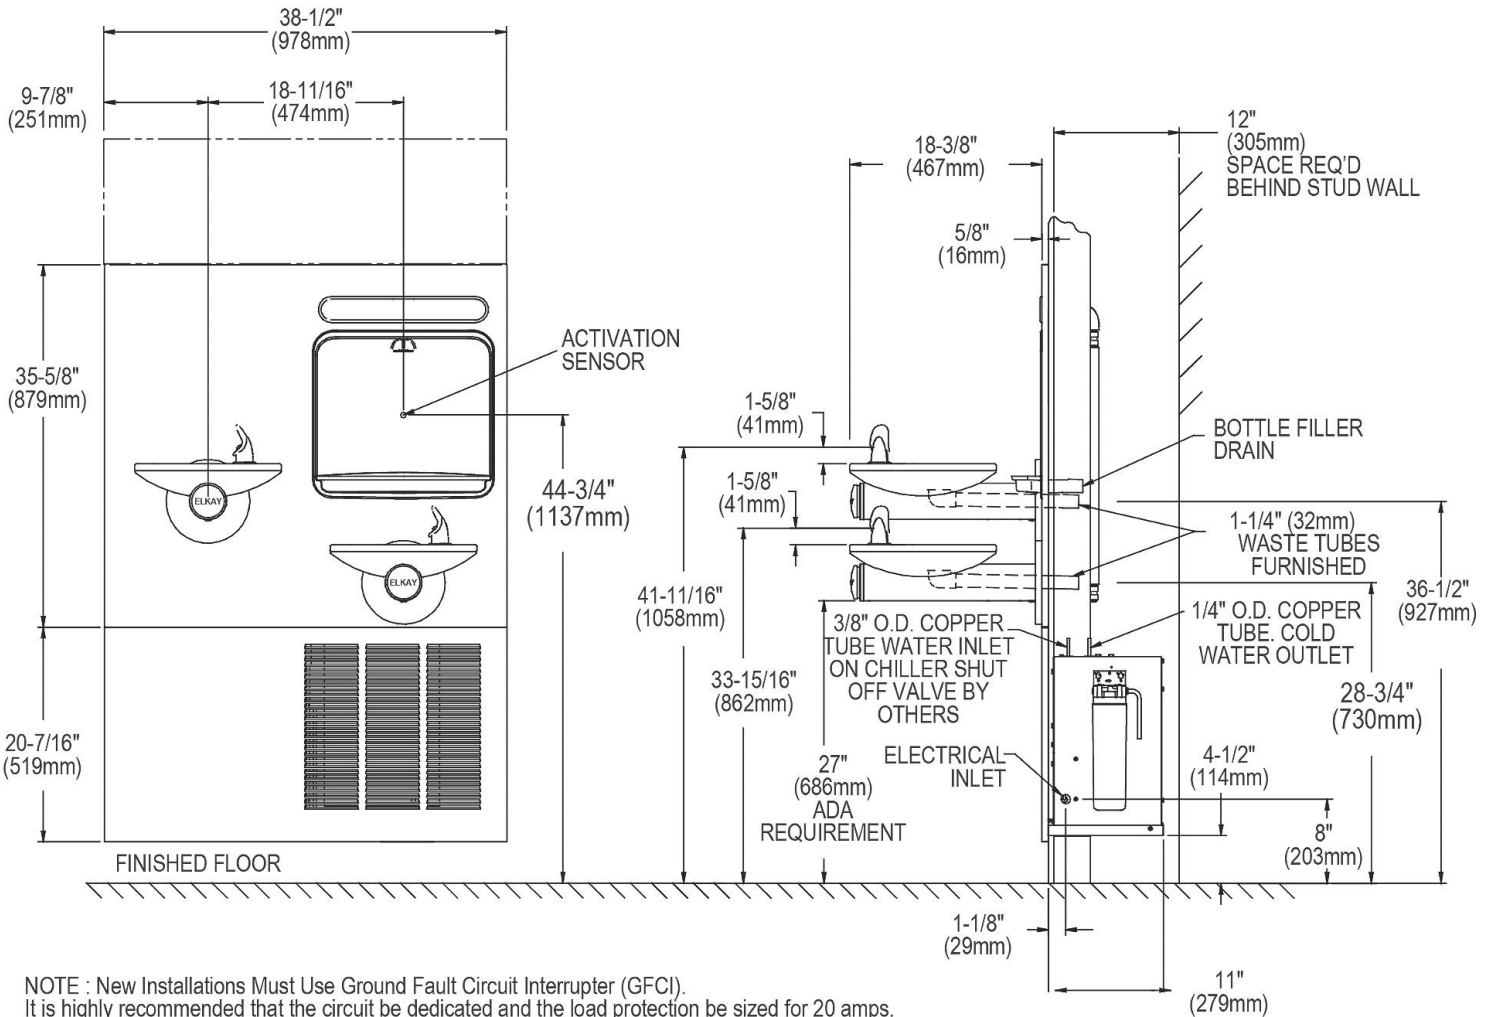 38-1/2"
(978mm)
9-7/8"
(251mm)
18-11/16"
(474mm)
35-5/8"
(879mm)
ACTIVATION
SENSOR
ELKAY
ELKAY
44-3/4"
(1137mm)
20-7/16"
(519mm)
FINISHED FLOOR
18-3/8"
(467mm)
12"
(305mm)
SPACE REQ'D
BEHIND STUD WALL
5/8"
(16mm)
1-5/8"
(41mm)
1-5/8"
(41mm)
BOTTLE FILLER
DRAIN
1-1/4" (32mm)
WASTE TUBES
FURNISHED
41-11/16"
(1058mm)
33-15/16"
(862mm)
3/8" O.D. COPPER
TUBE WATER INLET
ON CHILLER SHUT
OFF VALVE BY
OTHERS
1/4" O.D. COPPER
TUBE. COLD
WATER OUTLET
36-1/2"
(927mm)
28-3/4"
(730mm)
27"
(686mm)
ADA
REQUIREMENT
ELECTRICAL
INLET
4-1/2"
(114mm)
8"
(203mm)
1-1/8"
(29mm)
11"
(279mm)
NOTE : New Installations Must Use Ground Fault Circuit Interrupter (GFCI).
It is highly recommended that the circuit be dedicated and the load protection be sized for 20 amps.